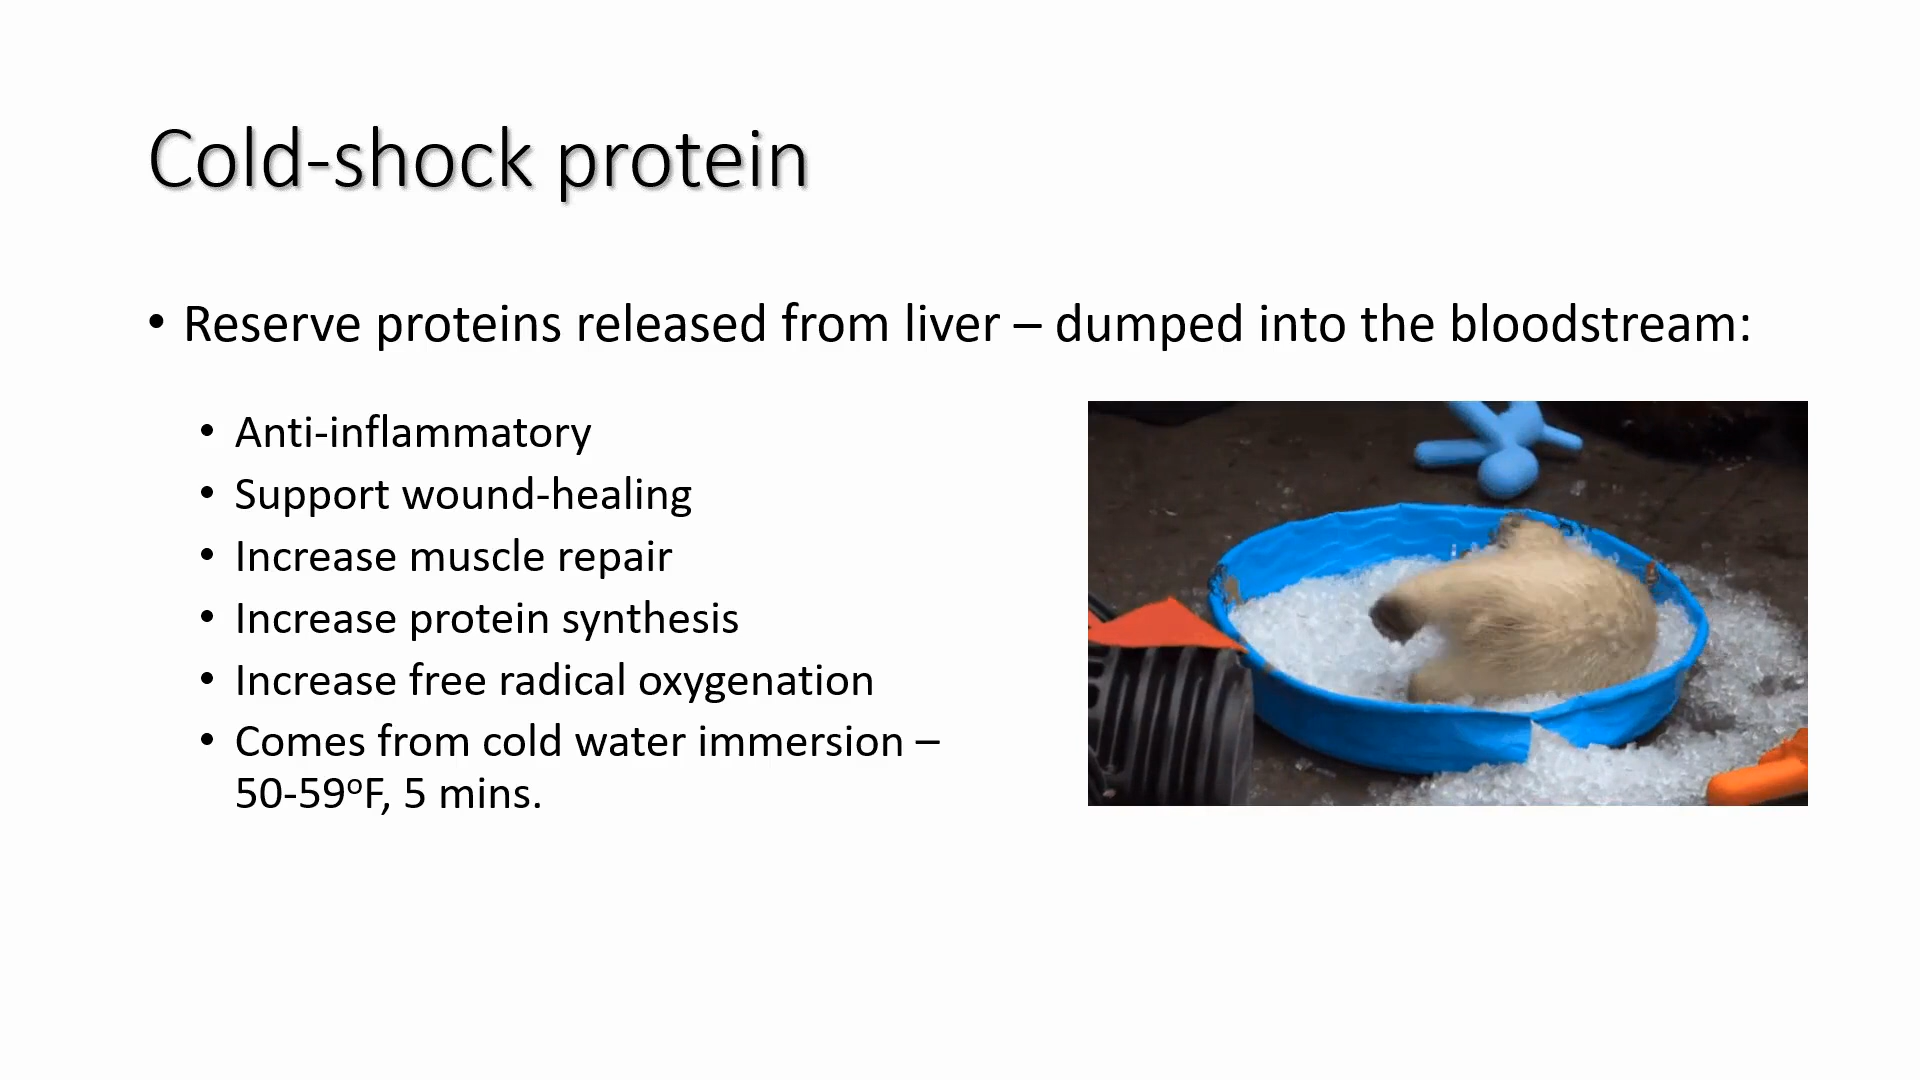 Cold-shock protein
• Reserve proteins released from liver – dumped into the bloodstream:
• Anti-inflammatory
• Support wound-healing
• Increase muscle repair
• Increase protein synthesis
• Increase free radical oxygenation
• Comes from cold water immersion –
50-59ºF, 5 mins.